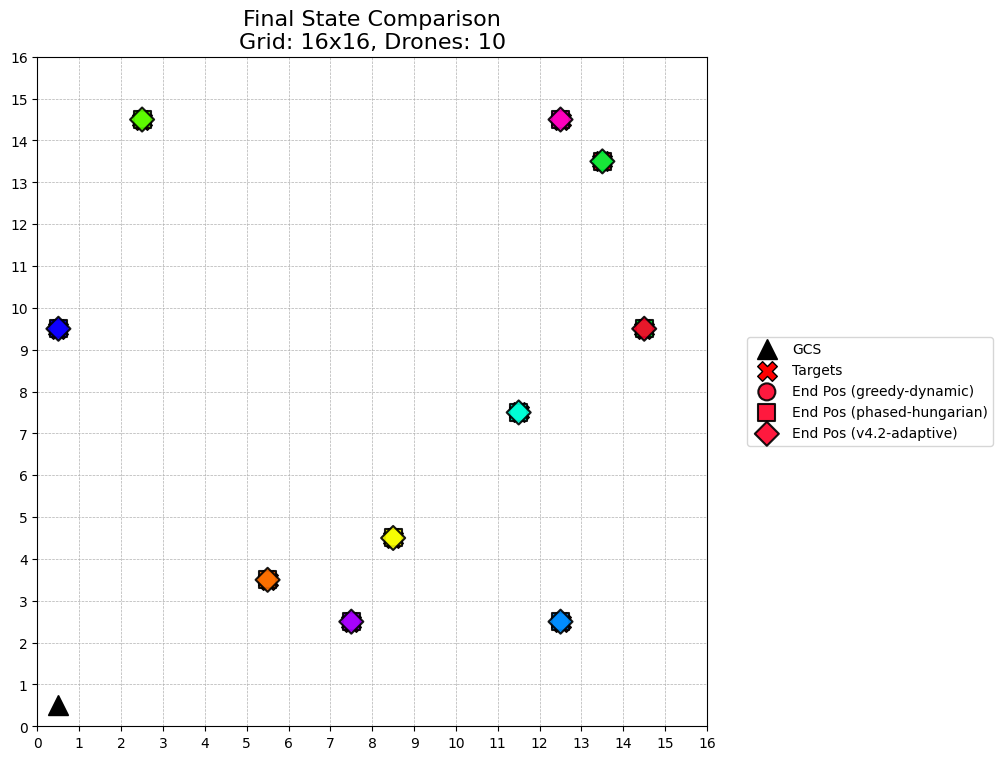 Final State Comparison
Grid: 16x16, Drones: 10
16
15
14
13
12
11
10
9
8
7
6
5
4
3
2
1
0
0 1 2 3 4 5 6 7 8 9 10 11 12 13 14 15 16
GCS
Targets
End Pos (greedy-dynamic)
End Pos (phased-hungarian)
End Pos (v4.2-adaptive)